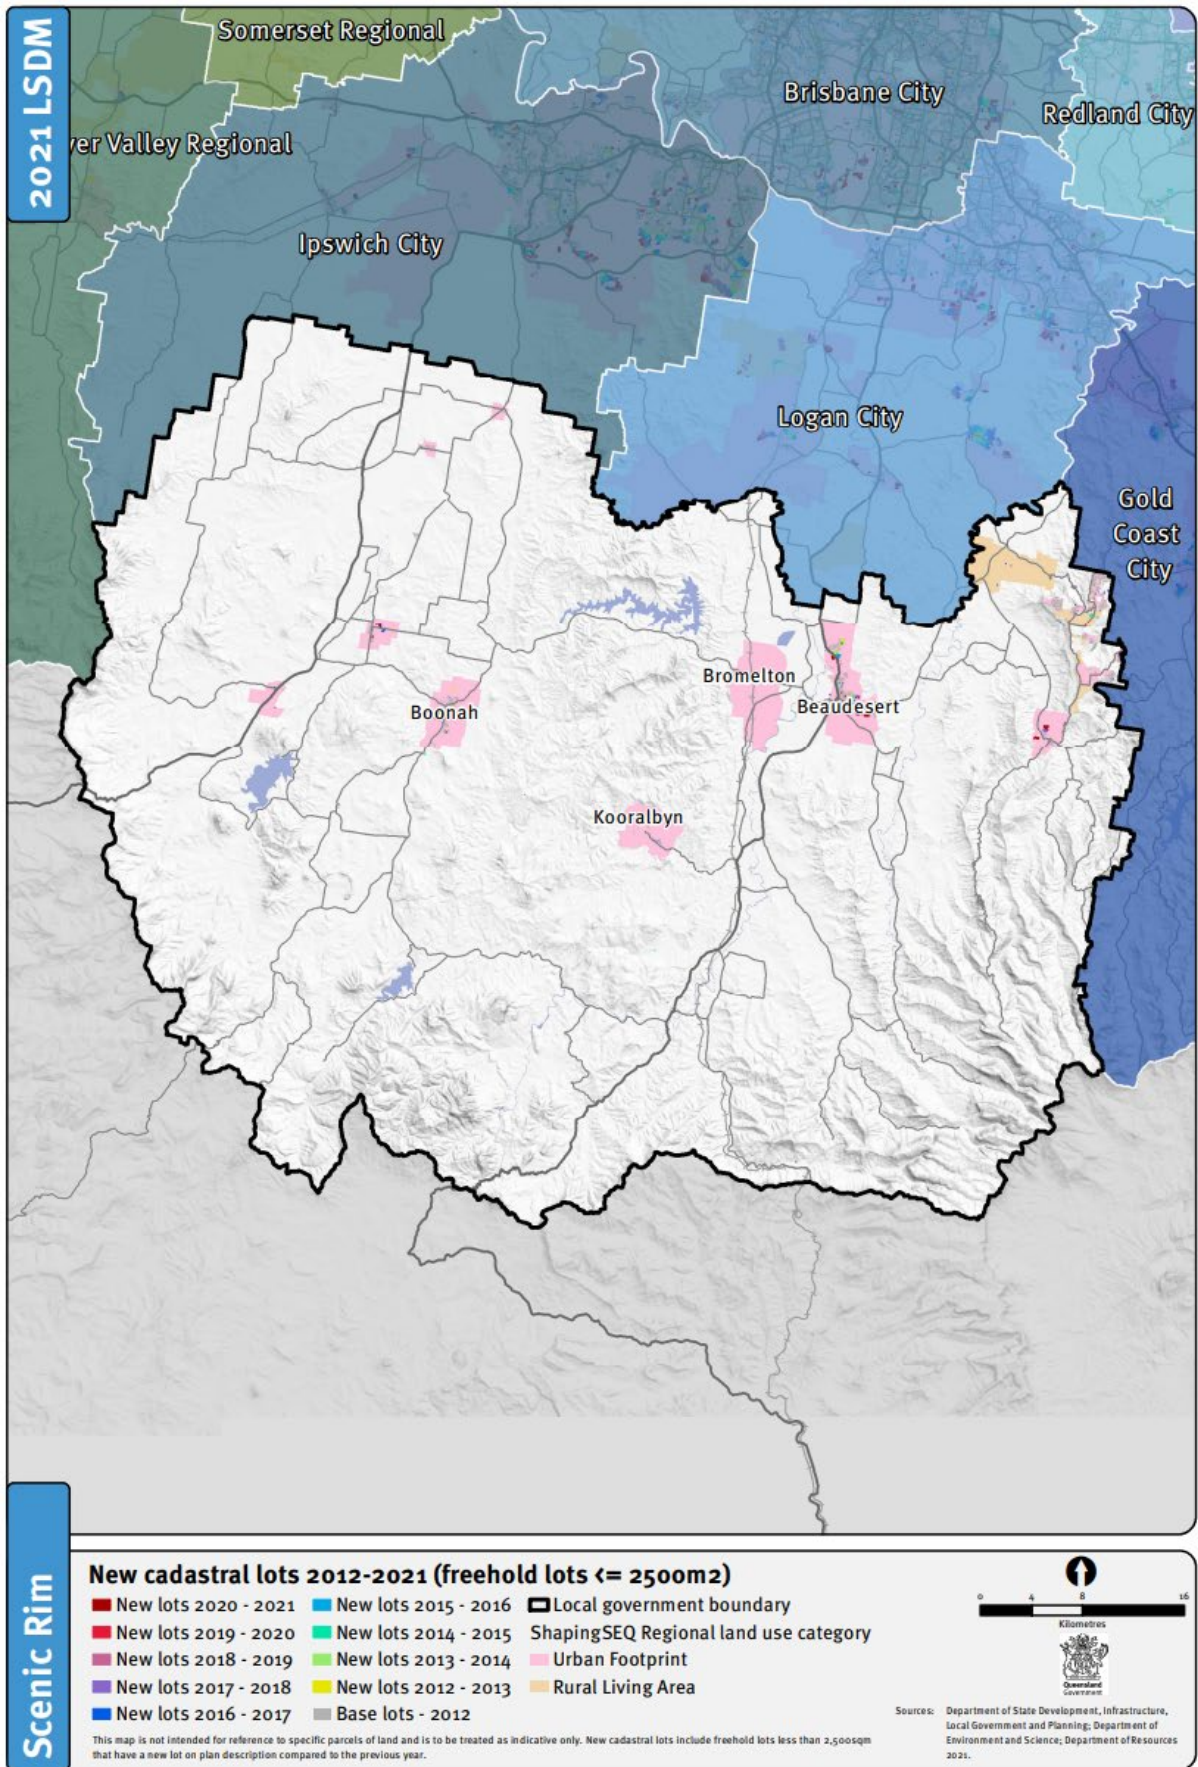 2021 LSDM
Somerset Regional
Brisbane City
Redland City
yer Valley Regional
Ipswich City
Logan City
Gold
Coast
City
Bromelton
Boonah
Beaudesert
Kooralbyn
Scenic Rim
New cadastral lots 2012-2021 (freehold lots <= 2500m2)
New lots 2020 - 2021
New lots 2015 - 2016
Local government boundary
New lots 2019 - 2020
New lots 2014 - 2015
ShapingSEQ Regional land use category
New lots 2018 - 2019
New lots 2013 - 2014
Urban Footprint
New lots 2017 - 2018
New lots 2012 - 2013
Rural Living Area
New lots 2016 - 2017
Base lots - 2012
This map is not intended for reference to specific parcels of land and is to be treated as indicative only. New cadastral lots include freehold lots less than 2,500sqm
that have a new lot on plan description compared to the previous year.
0 4 8 16
Kilometres
Queensland
Government
Sources: Department of State Development, Infrastructure,
Local Government and Planning; Department of
Environment and Science; Department of Resources
2021.